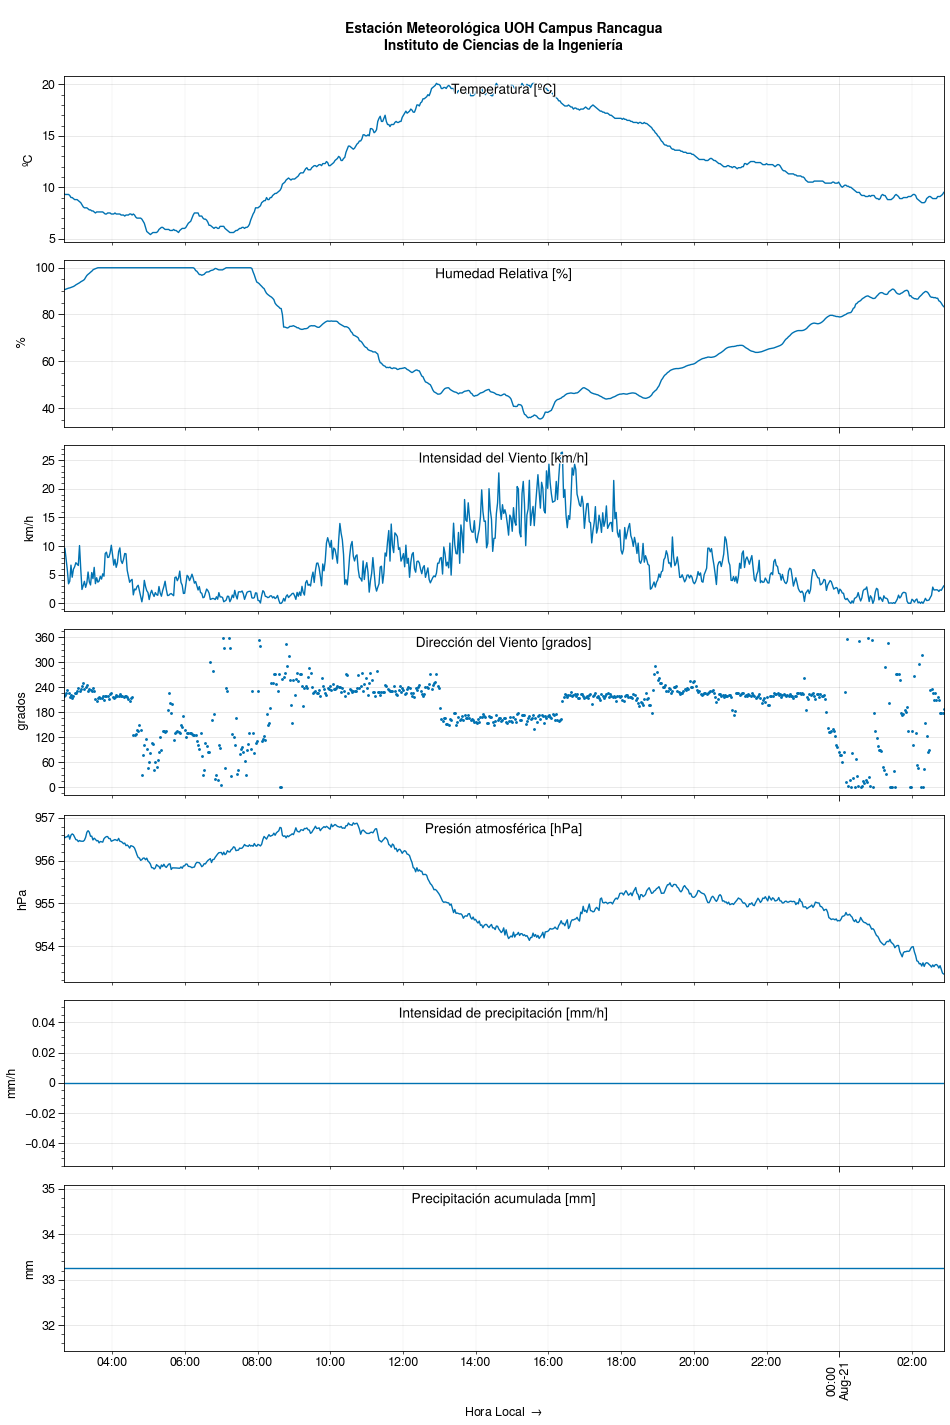 Estación Meteorológica UOH Campus Rancagua
Instituto de Ciencias de la Ingeniería
Temperatura [ºC]
ºC
20
15
10
5
Humedad Relativa [%]
%
100
80
60
40
Intensidad del Viento [km/h]
km/h
25
20
15
10
5
0
Dirección del Viento [grados]
grados
360
300
240
180
120
60
0
Presión atmosférica [hPa]
hPa
957
956
955
954
Intensidad de precipitación [mm/h]
mm/h
0.04
0.02
0
−0.02
−0.04
Precipitación acumulada [mm]
mm
35
34
33
32
04:00 06:00 08:00 10:00 12:00 14:00 16:00 18:00 20:00 22:00 00:00 02:00
Aug-21
Hora Local →